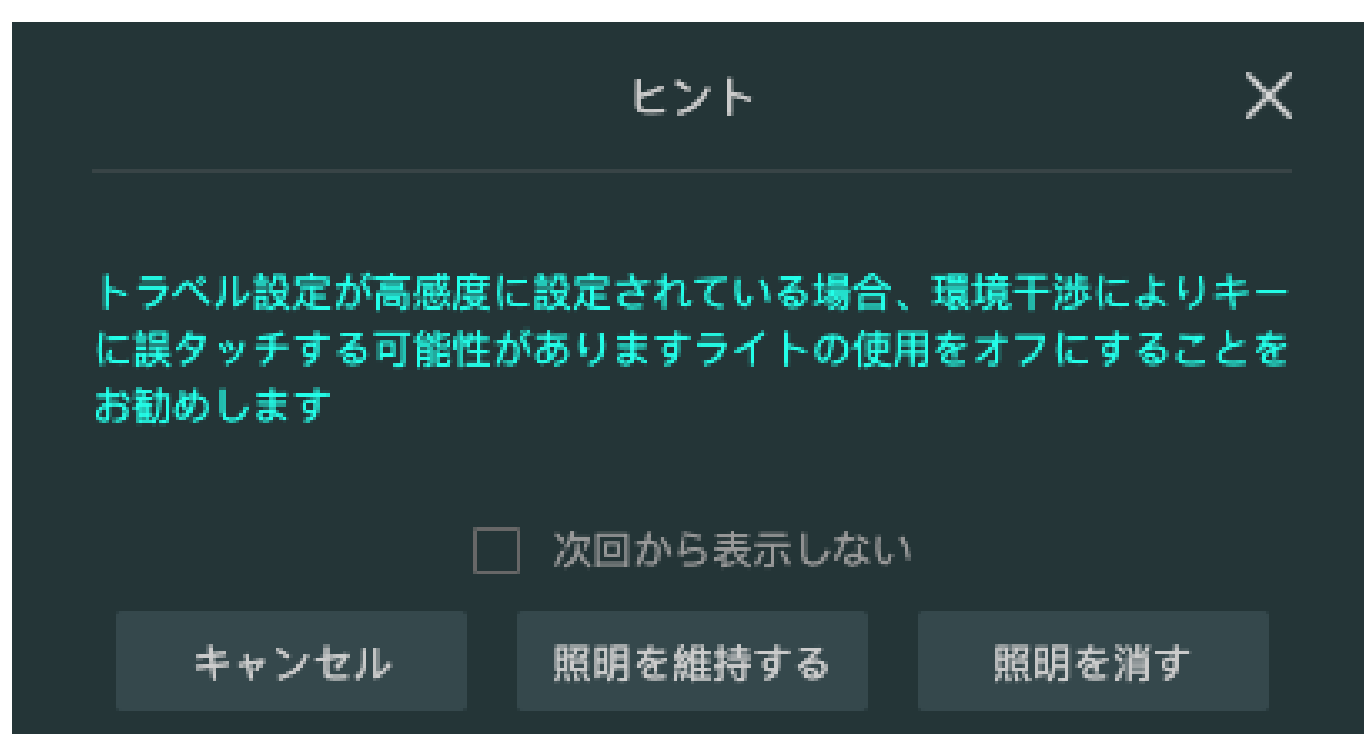 ヒント
トラベル設定が高感度に設定されている場合、環境干渉によりキー
に誤タッチする可能性がありますライトの使用をオフにすることを
お勧めします
次回から表示しない
キャンセル
照明を維持する
照明を消す